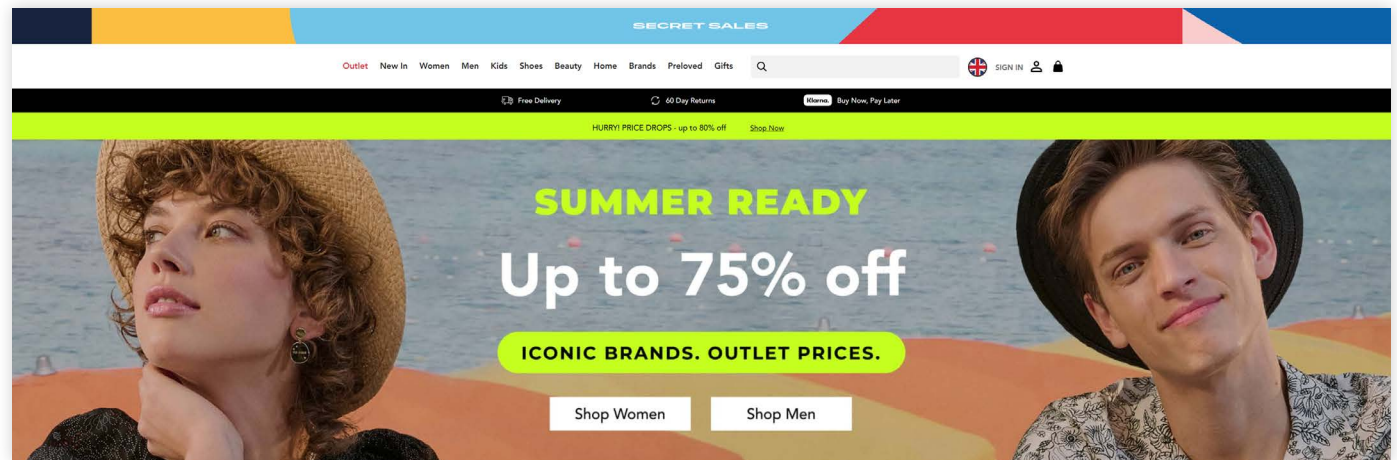 SECRET SALES
Outlet New In Women Men Kids Shoes Beauty Home Brands Preloved Gifts SIGN IN
Free Delivery 60 Day Returns Klarna. Buy Now, Pay Later
HURRY! PRICE DROPS - up to 80% off Shop Now
SUMMER READY
Up to 75% off
ICONIC BRANDS. OUTLET PRICES.
Shop Women Shop Men